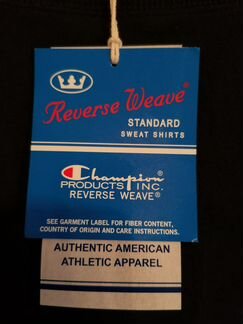 Reverse Weave®
STANDARD
SWEAT SHIRTS
Champion
PRODUCTS INC.
REVERSE WEAVE®
SEE GARMENT LABEL FOR FIBER CONTENT,
COUNTRY OF ORIGIN AND CARE INSTRUCTIONS.
AUTHENTIC AMERICAN
ATHLETIC APPAREL